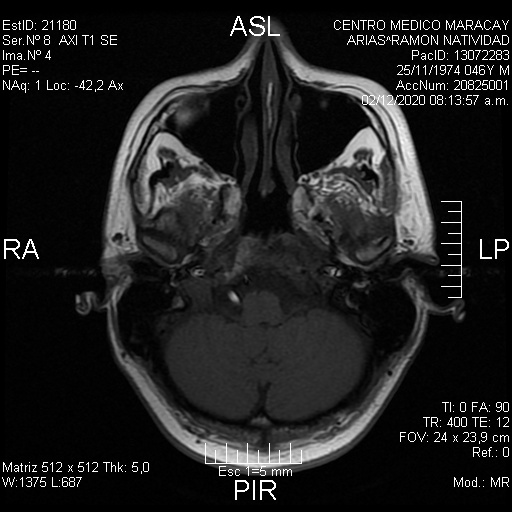 EstID: 21180
Ser.Nº 8 AXI T1 SE
Ima.Nº 4
PE= --
NAq: 1 Loc: -42,2 Ax
ASL
CENTRO MEDICO MARACAY
ARIAS^RAMON NATIVIDAD
PacID: 13072283
25/11/1974 046Y M
AccNum: 20825001
02/12/2020 08:13:57 a.m.
RA
LP
TI: 0 FA: 90
TR: 400 TE: 12
FOV: 24 x 23,9 cm
Ref.: 0
Matriz 512 x 512 Thk: 5,0
W:1375 L:687
Esc 1=5 mm
PIR
Mod.: MR